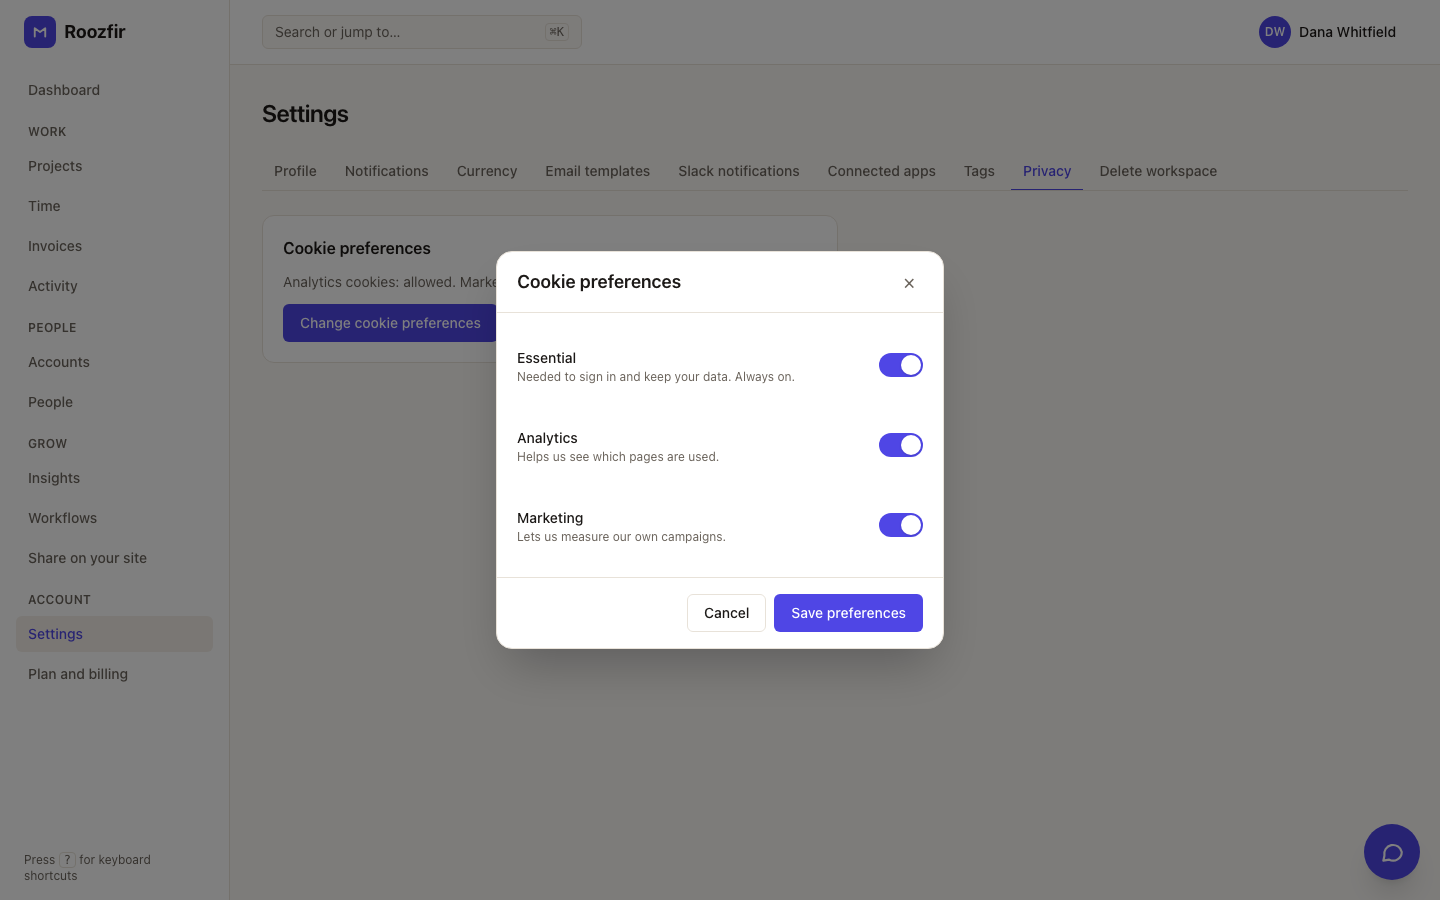 Roozfir
Search or jump to...
⌘K
DW
Dana Whitfield
Dashboard
WORK
Projects
Time
Invoices
Activity
PEOPLE
Accounts
People
GROW
Insights
Workflows
Share on your site
ACCOUNT
Settings
Plan and billing
Press ? for keyboard
shortcuts
Settings
Profile
Notifications
Currency
Email templates
Slack notifications
Connected apps
Tags
Privacy
Delete workspace
Cookie preferences
Analytics cookies: allowed.
Change cookie preferences
Cookie preferences
Essential
Needed to sign in and keep your data. Always on.
Analytics
Helps us see which pages are used.
Marketing
Lets us measure our own campaigns.
Cancel
Save preferences